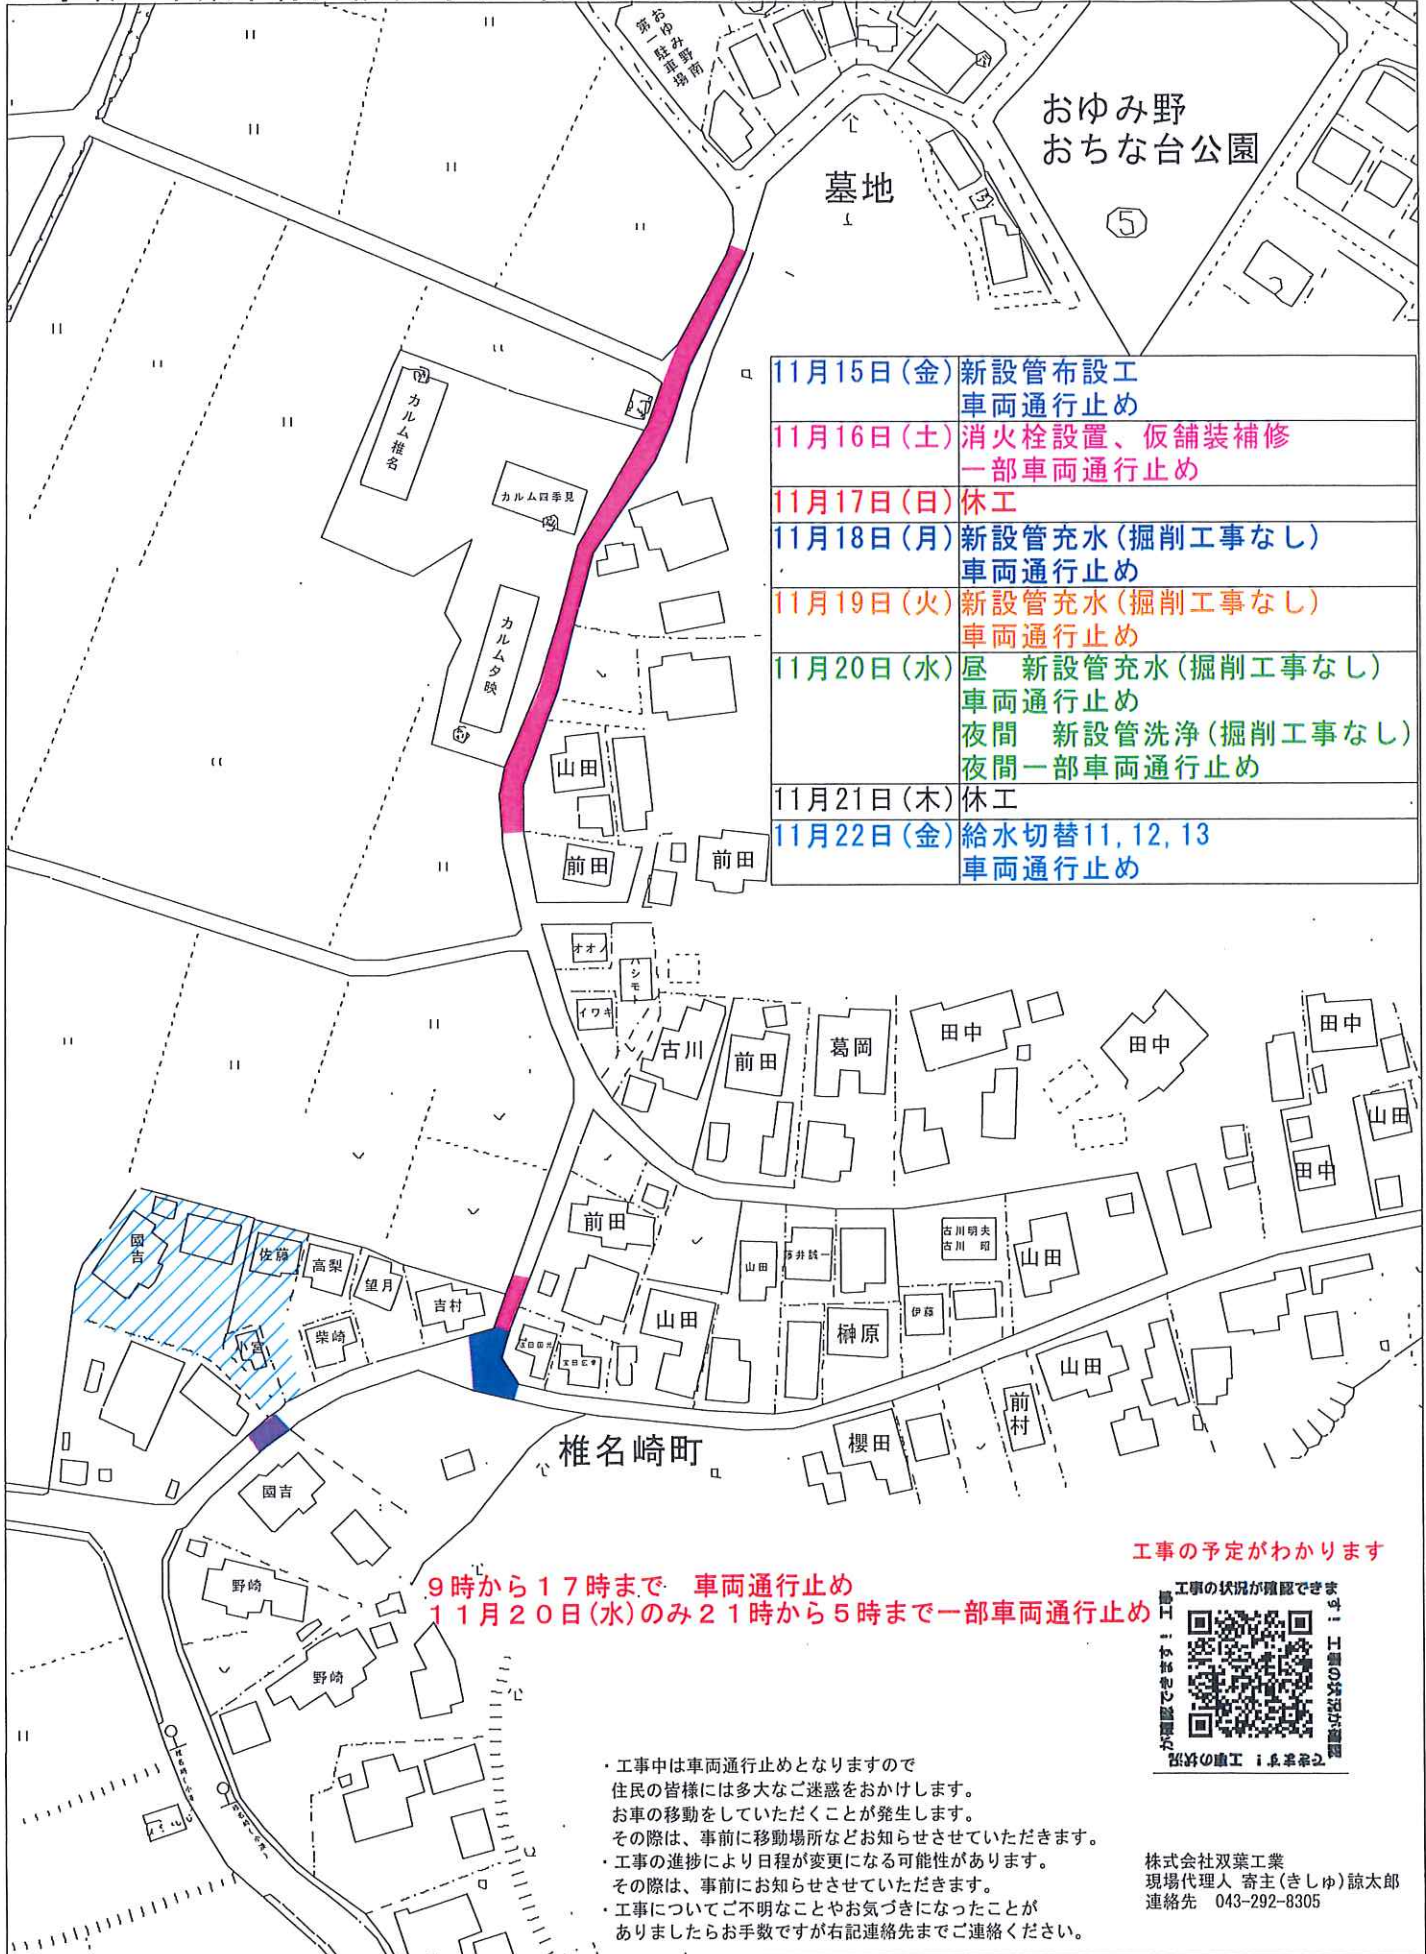 おゆみ野南
第一駐車場
おゆみ野
おちな台公園
墓地
⑤
カルム椎名
カルム四季見
カルム夕映
11月15日(金) 新設管布設工
車両通行止め
11月16日(土) 消火栓設置、仮舗装補修
一部車両通行止め
11月17日(日) 休工
11月18日(月) 新設管充水(掘削工事なし)
車両通行止め
11月19日(火) 新設管充水(掘削工事なし)
車両通行止め
11月20日(水) 昼　新設管充水(掘削工事なし)
車両通行止め
夜間　新設管洗浄(掘削工事なし)
夜間一部車両通行止め
11月21日(木) 休工
11月22日(金) 給水切替11,12,13
車両通行止め
山田
前田
前田
オオノ
ハシモト
イワキ
古川
前田
葛岡
田中
田中
田中
山田
田中
前田
山田
古川明夫
古川　昭
山田
國吉
佐藤
高梨
望月
吉村
柴崎
小宮
山田
榊原
伊藤
山田
前村
櫻田
椎名崎町
國吉
野崎
野崎
9時から17時まで　車両通行止め
11月20日(水)のみ21時から5時まで一部車両通行止め
工事の予定がわかります
工事の状況が確認できます！
工事の状況が確認できます！
工事の状況が確認できます！
・工事中は車両通行止めとなりますので
住民の皆様には多大なご迷惑をおかけします。
お車の移動をしていただくことが発生します。
その際は、事前に移動場所などお知らせさせていただきます。
・工事の進捗により日程が変更になる可能性があります。
その際は、事前にお知らせさせていただきます。
・工事についてご不明なことやお気づきになったことが
ありましたらお手数ですが右記連絡先までご連絡ください。
株式会社双葉工業
現場代理人 寄主(きしゅ)諒太郎
連絡先　043-292-8305